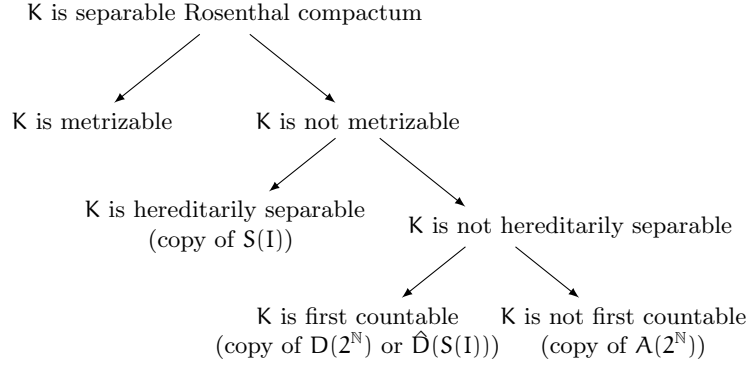 K is separable Rosenthal compactum
K is metrizable
K is not metrizable
K is hereditarily separable
(copy of S(I))
K is not hereditarily separable
K is first countable
(copy of D(2^ℕ) or D̂(S(I)))
K is not first countable
(copy of A(2^ℕ))